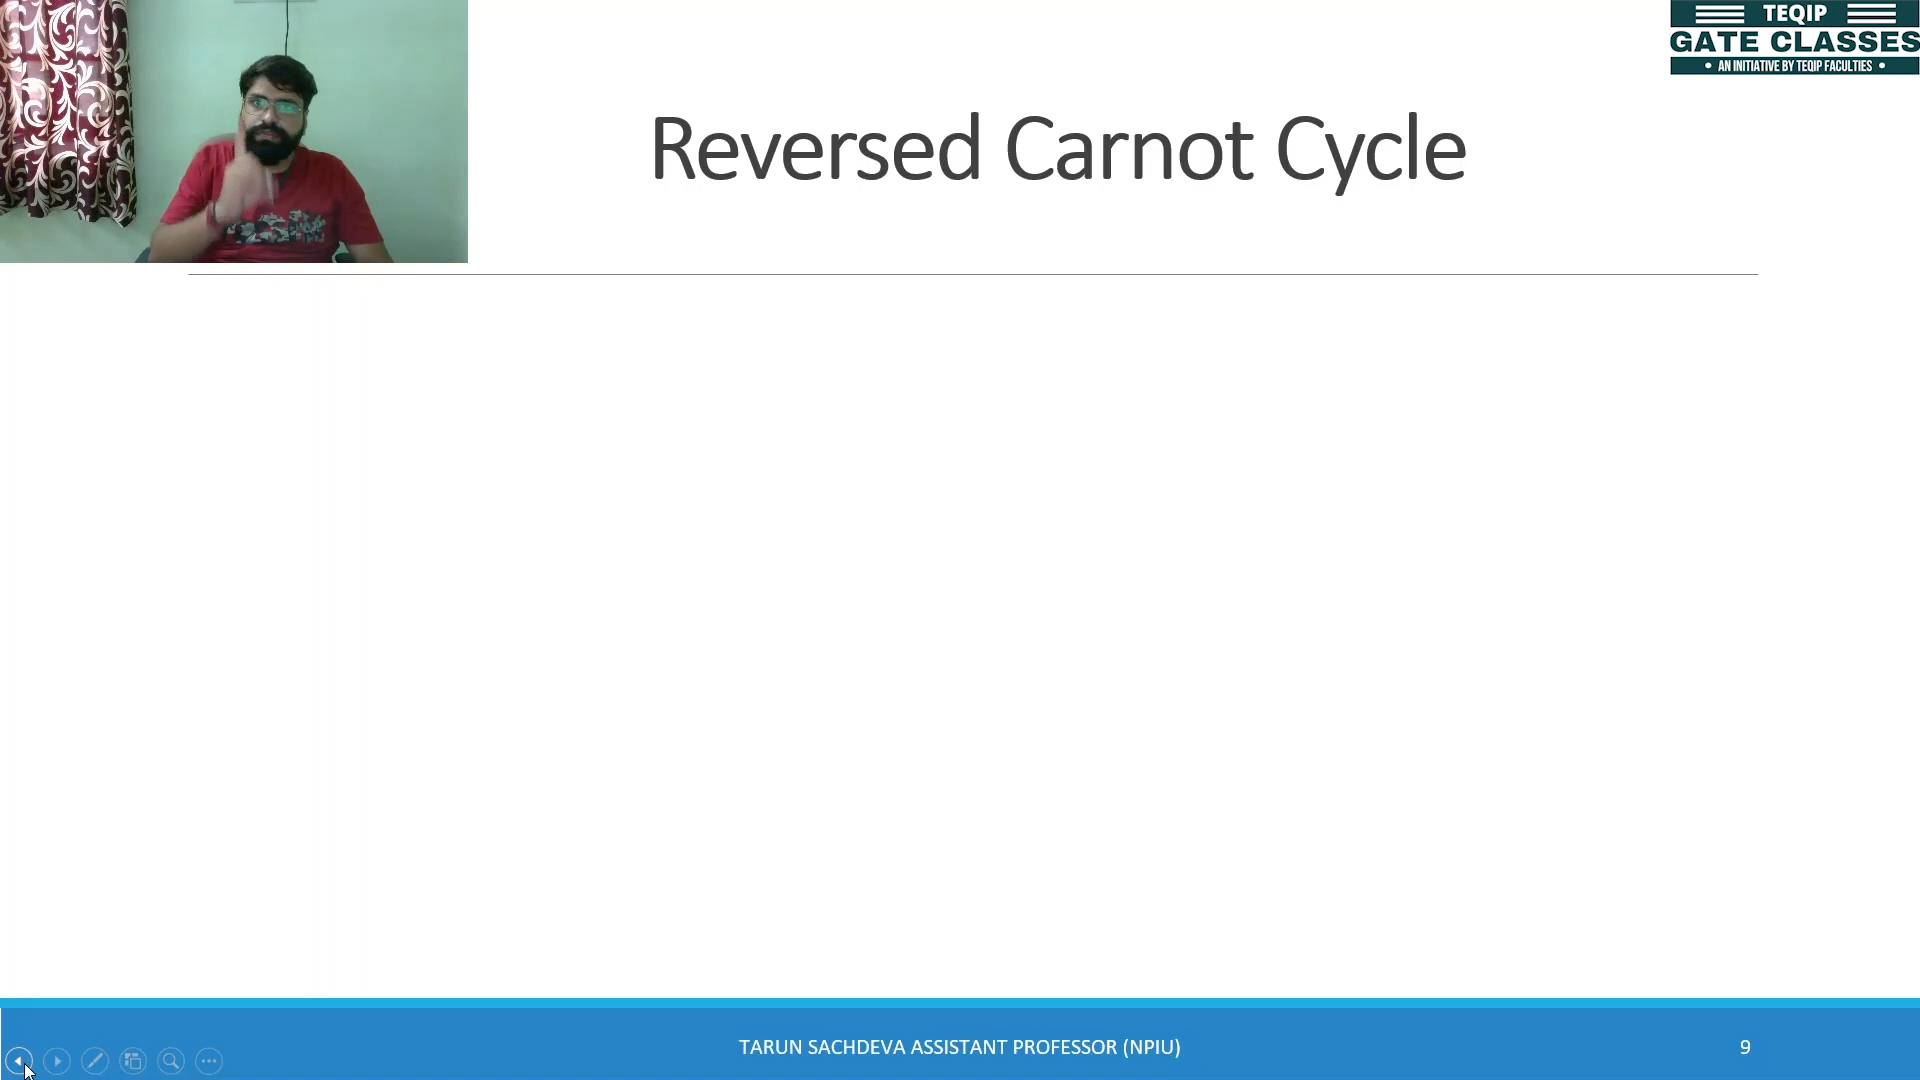 TEQIP
GATE CLASSES
• AN INITIATIVE BY TEQIP FACULTIES •
Reversed Carnot Cycle
TARUN SACHDEVA ASSISTANT PROFESSOR (NPIU)
9